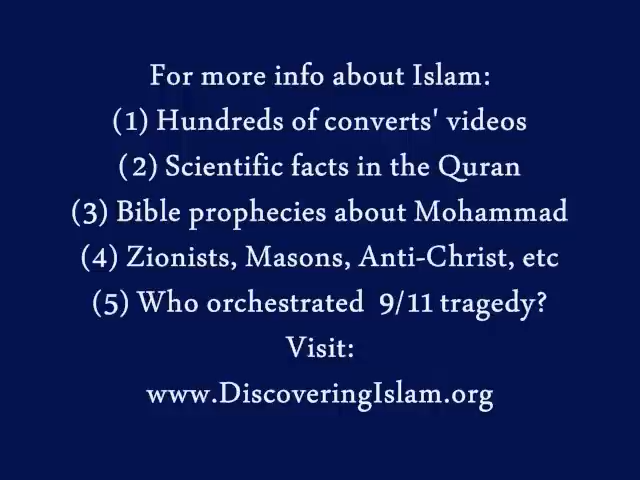 For more info about Islam:
(1) Hundreds of converts' videos
(2) Scientific facts in the Quran
(3) Bible prophecies about Mohammad
(4) Zionists, Masons, Anti-Christ, etc
(5) Who orchestrated 9/11 tragedy?
Visit:
www.DiscoveringIslam.org